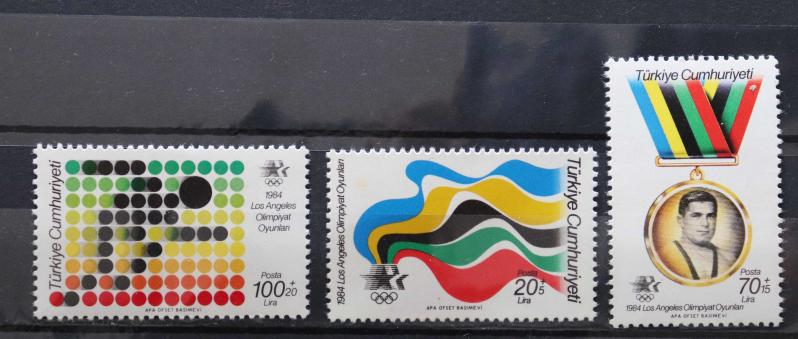 Türkiye Cumhuriyeti
1984
Los Angeles
Olimpiyat
Oyunları
Posta
100+20
Lira
APA OFSET BASIMEVİ
1984 Los Angeles Olimpiyat Oyunları
Türkiye Cumhuriyeti
Posta
20+5
Lira
APA OFSET BASIMEVİ
Türkiye Cumhuriyeti
Posta
70+15
Lira
1984 Los Angeles Olimpiyat Oyunları
APA OFSET BASIMEVİ